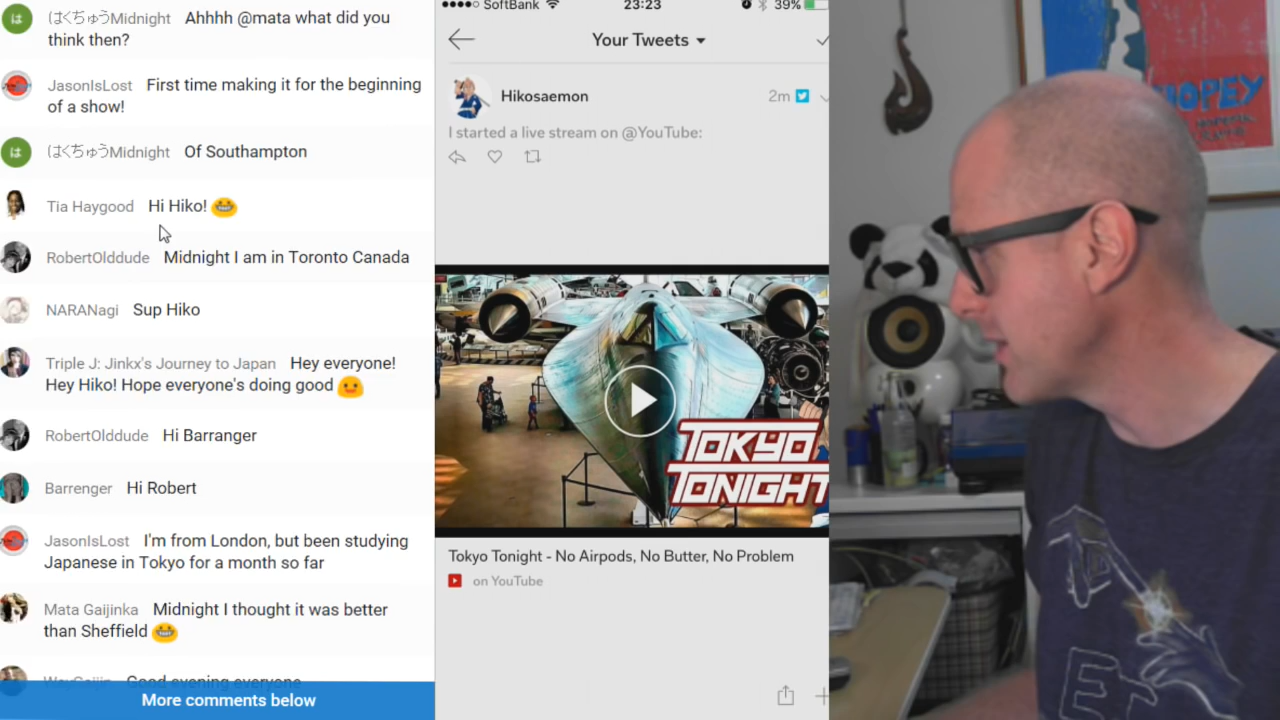 はくちゅうMidnight Ahhhh @mata what did you
think then?
JasonIsLost First time making it for the beginning
of a show!
はくちゅうMidnight Of Southampton
Tia Haygood Hi Hiko!
RobertOlddude Midnight I am in Toronto Canada
NARANagi Sup Hiko
Triple J: Jinkx's Journey to Japan Hey everyone!
Hey Hiko! Hope everyone's doing good
RobertOlddude Hi Barranger
Barrenger Hi Robert
JasonIsLost I'm from London, but been studying
Japanese in Tokyo for a month so far
Mata Gaijinka Midnight I thought it was better
than Sheffield
WayGaijin Good evening everyone
More comments below
は
は
SoftBank 23:23 39%
Your Tweets
Hikosaemon 2m
I started a live stream on @YouTube:
TOKYO
TONIGHT
Tokyo Tonight - No Airpods, No Butter, No Problem
on YouTube
HOPEY